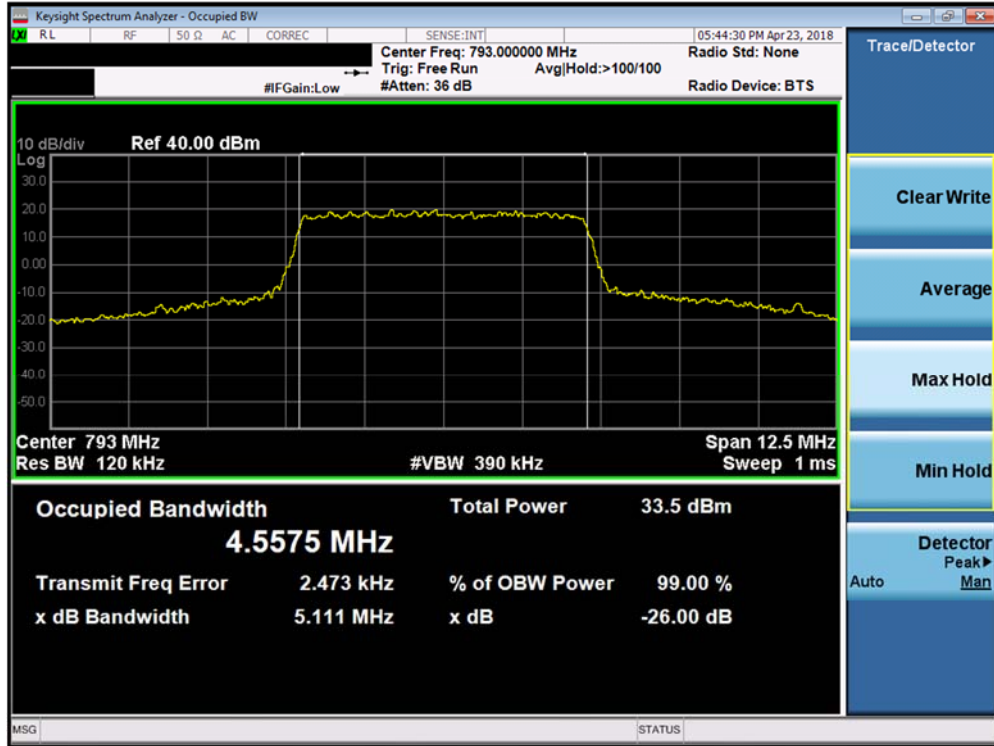 Keysight Spectrum Analyzer - Occupied BW
LXI RL RF 50 Ω AC CORREC SENSE:INT 05:44:30 PM Apr 23, 2018
Center Freq: 793.000000 MHz Radio Std: None
Trig: Free Run Avg|Hold:>100/100
#IFGain:Low #Atten: 36 dB Radio Device: BTS
10 dB/div Ref 40.00 dBm
Log
30.0
20.0
10.0
0.00
-10.0
-20.0
-30.0
-40.0
-50.0
Center 793 MHz Span 12.5 MHz
Res BW 120 kHz #VBW 390 kHz Sweep 1 ms
Occupied Bandwidth Total Power 33.5 dBm
4.5575 MHz
Transmit Freq Error 2.473 kHz % of OBW Power 99.00 %
x dB Bandwidth 5.111 MHz x dB -26.00 dB
Trace/Detector
Clear Write
Average
Max Hold
Min Hold
Detector
Peak▶
Auto Man
MSG STATUS